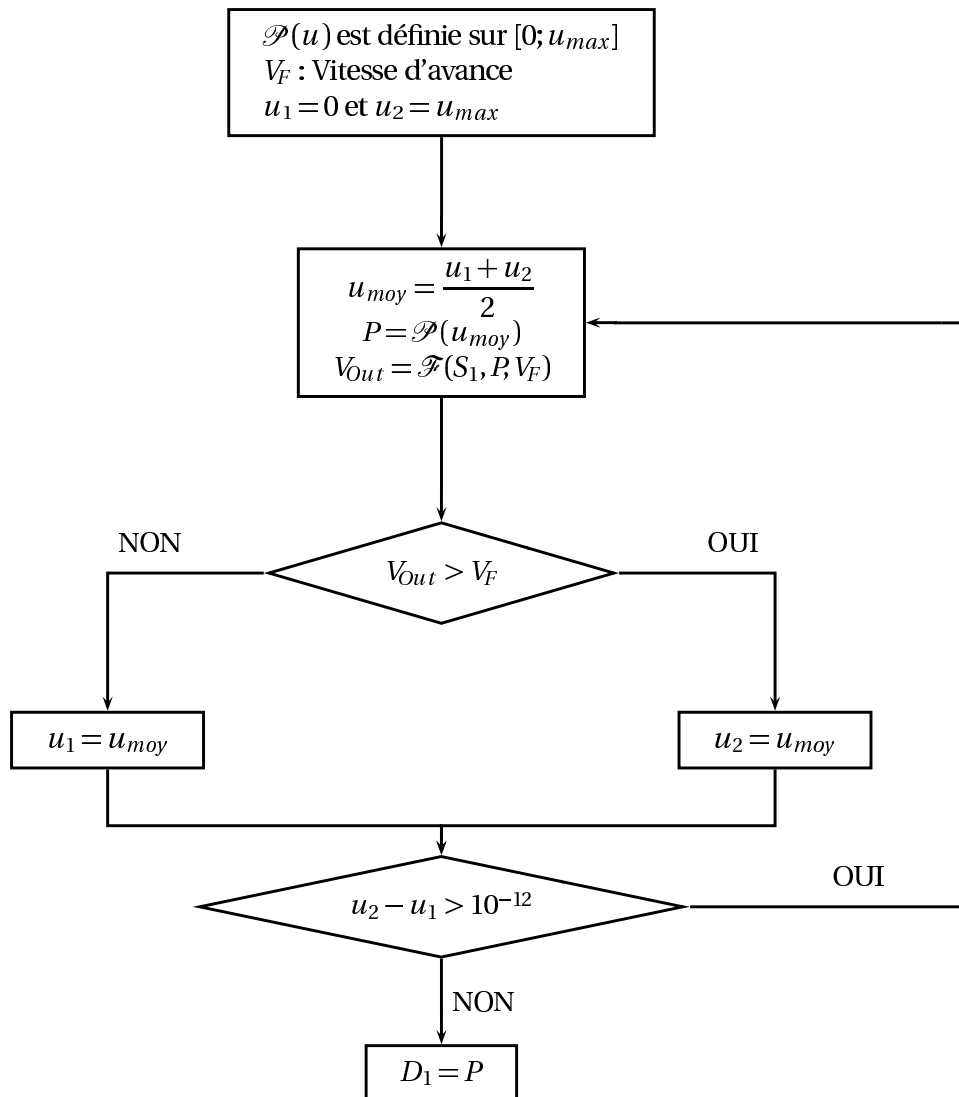 𝒫(u) est définie sur [0; u_max]
V_F : Vitesse d'avance
u_1 = 0 et u_2 = u_max
u_moy = (u_1 + u_2)/2
P = 𝒫(u_moy)
V_Out = ℱ(S_1, P, V_F)
NON
OUI
V_Out > V_F
u_1 = u_moy
u_2 = u_moy
OUI
u_2 − u_1 > 10^−12
NON
D_1 = P